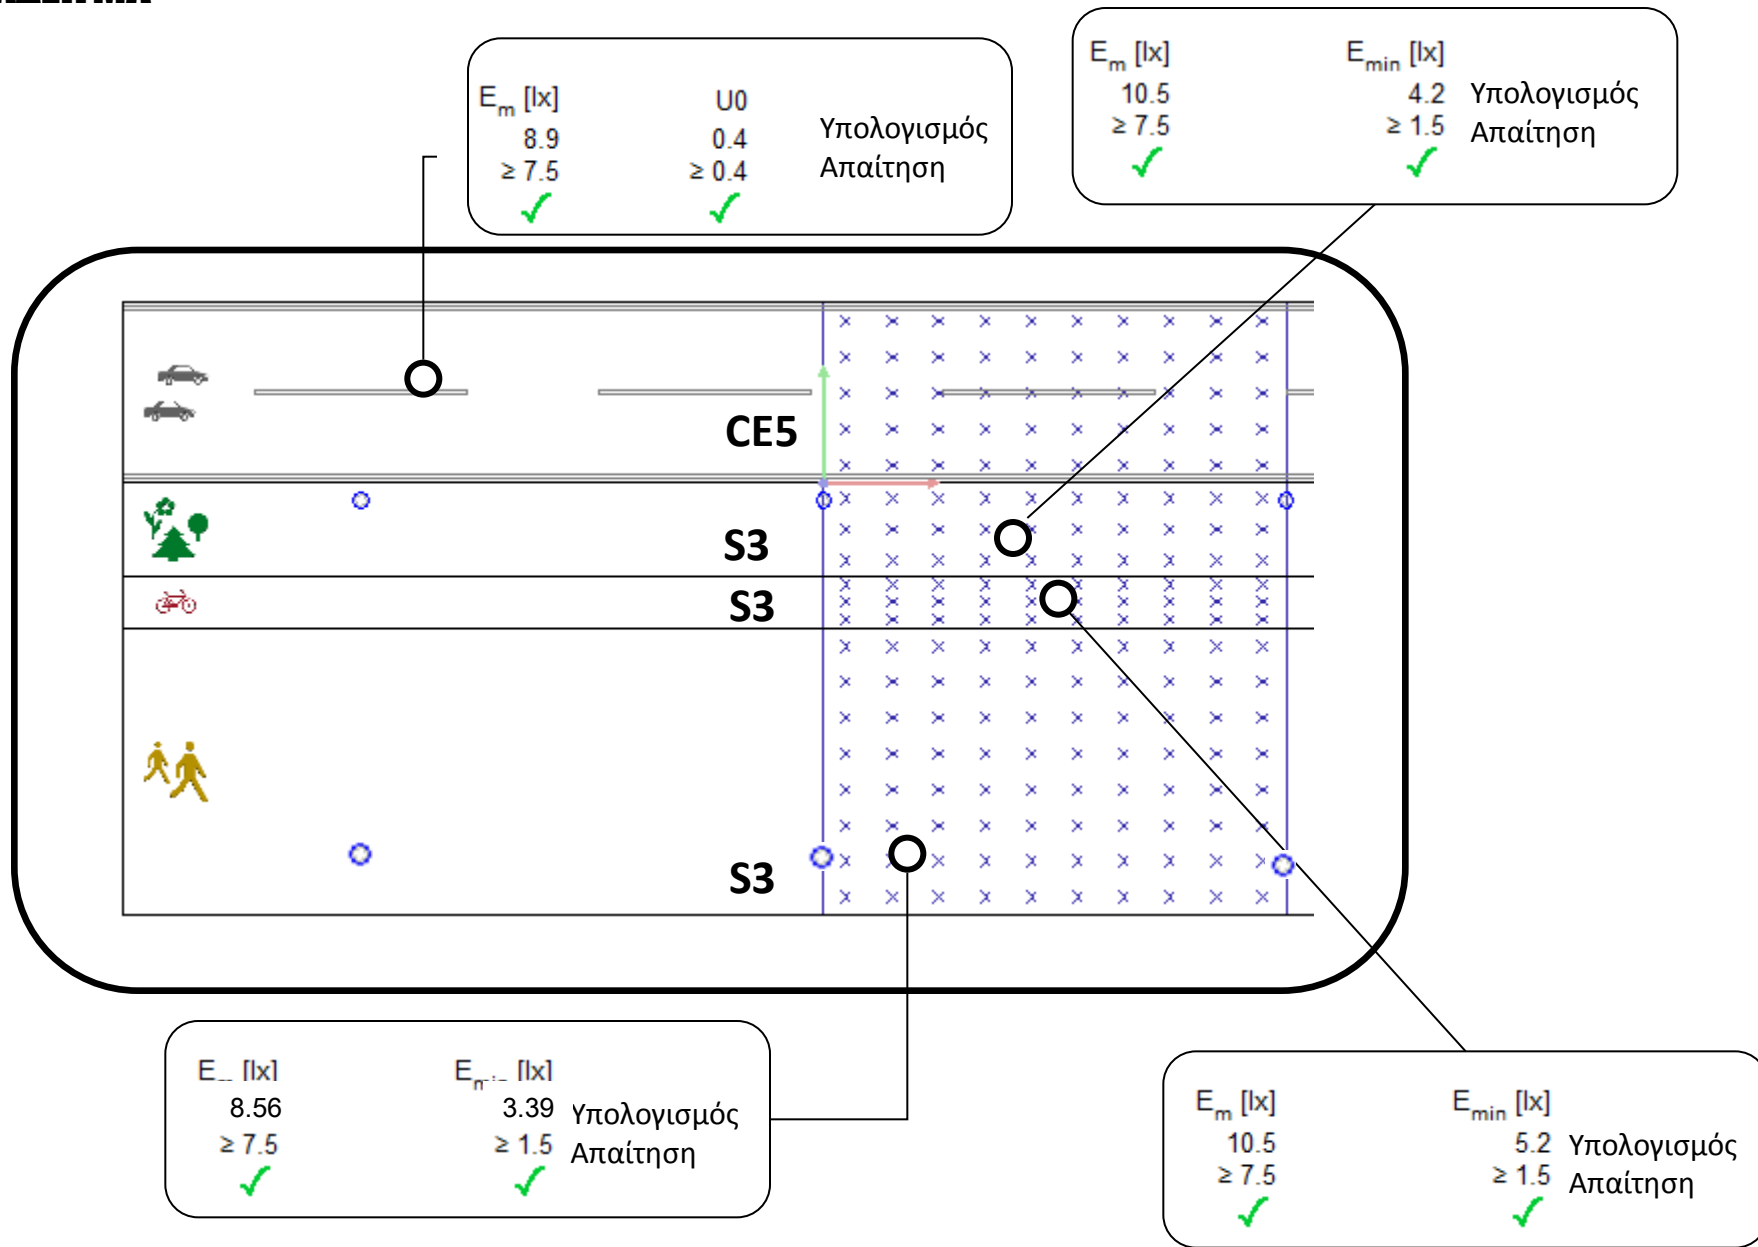 E_m [lx] U0
8.9 0.4 Υπολογισμός
≥ 7.5 ≥ 0.4 Απαίτηση
E_m [lx] E_min [lx]
10.5 4.2 Υπολογισμός
≥ 7.5 ≥ 1.5 Απαίτηση
CE5
S3
S3
S3
E_m [lx] E_min [lx]
8.56 3.39 Υπολογισμός
≥ 7.5 ≥ 1.5 Απαίτηση
E_m [lx] E_min [lx]
10.5 5.2 Υπολογισμός
≥ 7.5 ≥ 1.5 Απαίτηση